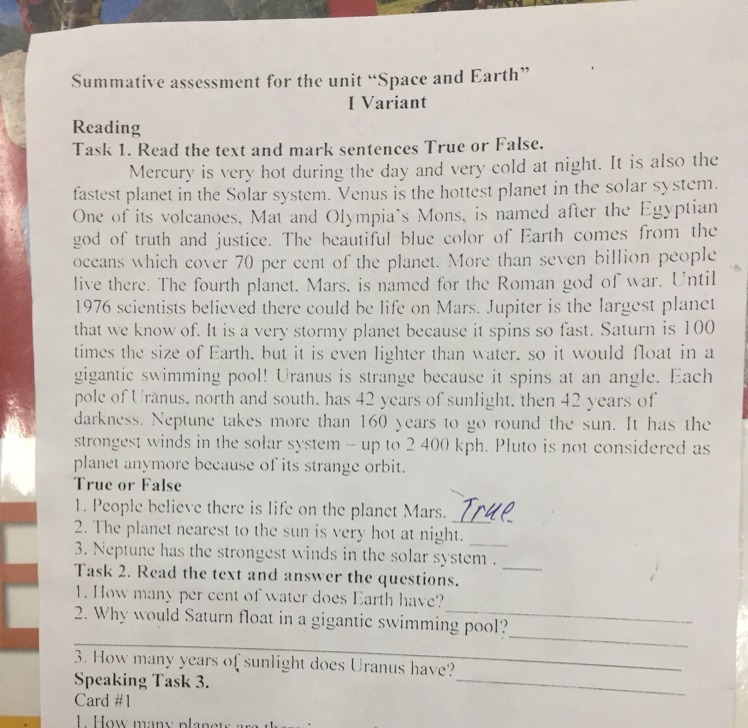 Summative assessment for the unit “Space and Earth”
I Variant
Reading
Task 1. Read the text and mark sentences True or False.
Mercury is very hot during the day and very cold at night. It is also the
fastest planet in the Solar system. Venus is the hottest planet in the solar system.
One of its volcanoes, Mat and Olympia's Mons, is named after the Egyptian
god of truth and justice. The beautiful blue color of Earth comes from the
oceans which cover 70 per cent of the planet. More than seven billion people
live there. The fourth planet, Mars, is named for the Roman god of war. Until
1976 scientists believed there could be life on Mars. Jupiter is the largest planet
that we know of. It is a very stormy planet because it spins so fast. Saturn is 100
times the size of Earth, but it is even lighter than water, so it would float in a
gigantic swimming pool! Uranus is strange because it spins at an angle. Each
pole of Uranus, north and south, has 42 years of sunlight, then 42 years of
darkness. Neptune takes more than 160 years to go round the sun. It has the
strongest winds in the solar system – up to 2 400 kph. Pluto is not considered as
planet anymore because of its strange orbit.
True or False
1. People believe there is life on the planet Mars. True
2. The planet nearest to the sun is very hot at night. ____
3. Neptune has the strongest winds in the solar system . ____
Task 2. Read the text and answer the questions.
1. How many per cent of water does Earth have?____
2. Why would Saturn float in a gigantic swimming pool?____
3. How many years of sunlight does Uranus have?____
Speaking Task 3.
Card #1
1. How many planets are